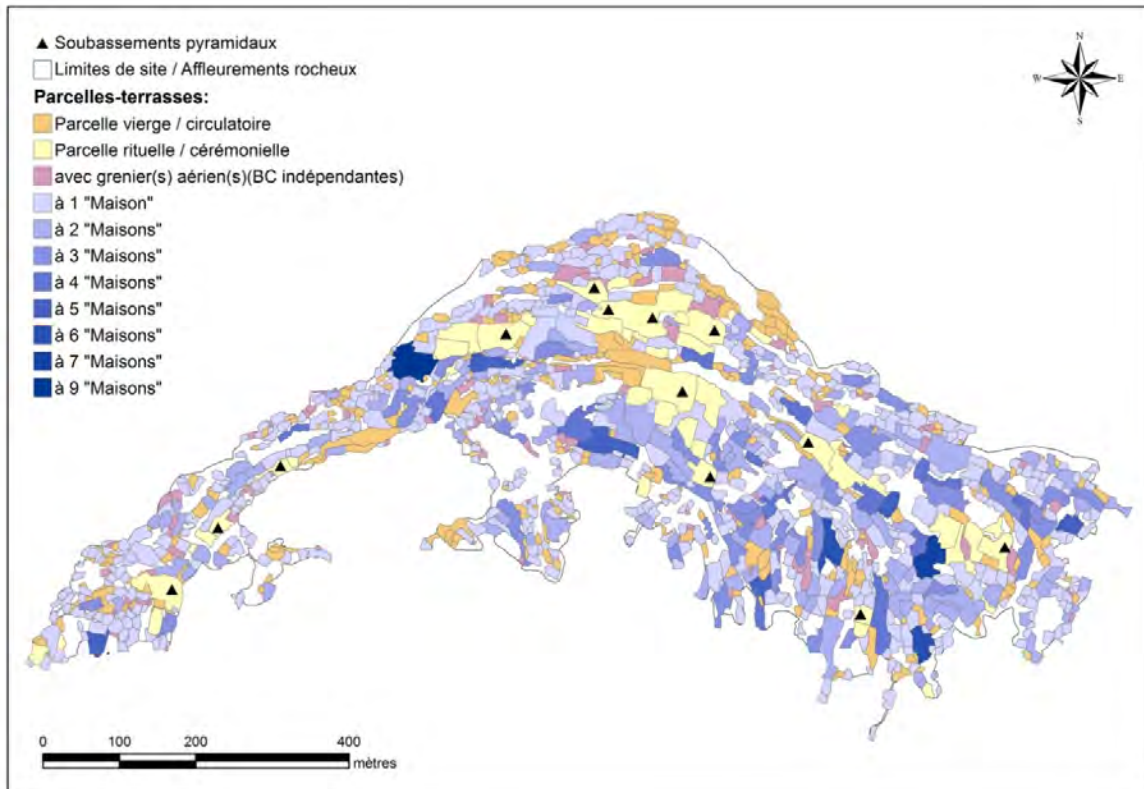 Soubassements pyramidaux
Limites de site / Affleurements rocheux
Parcelles-terrasses:
Parcelle vierge / circulatoire
Parcelle rituelle / cérémonielle
avec grenier(s) aérien(s)(BC indépendantes)
à 1 "Maison"
à 2 "Maisons"
à 3 "Maisons"
à 4 "Maisons"
à 5 "Maisons"
à 6 "Maisons"
à 7 "Maisons"
à 9 "Maisons"
N
W E
S
0 100 200 400
mètres